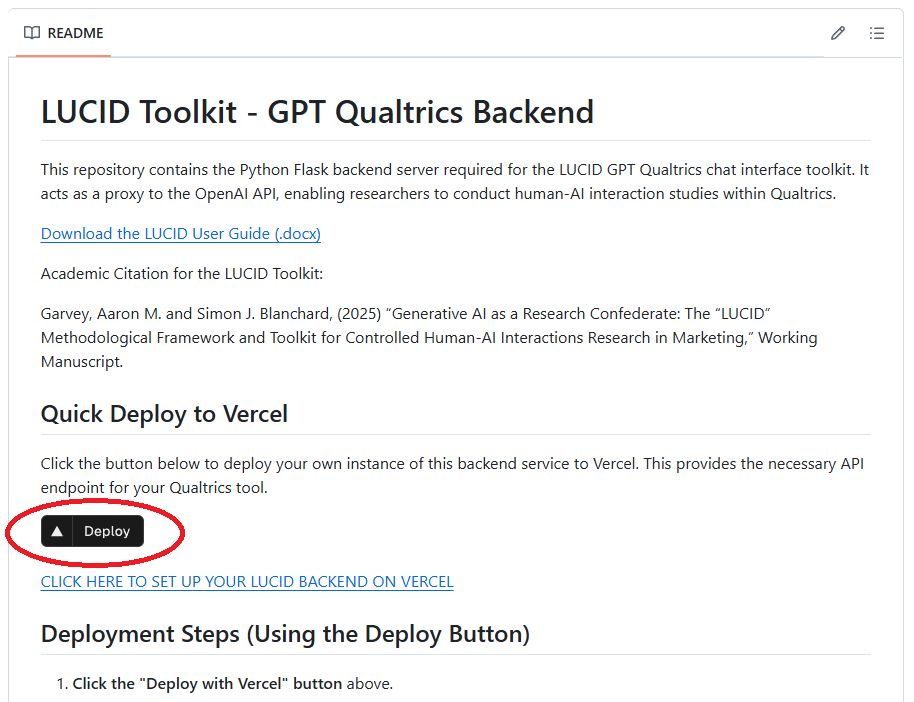 README
LUCID Toolkit - GPT Qualtrics Backend
This repository contains the Python Flask backend server required for the LUCID GPT Qualtrics chat interface toolkit. It
acts as a proxy to the OpenAI API, enabling researchers to conduct human-AI interaction studies within Qualtrics.
Download the LUCID User Guide (.docx)
Academic Citation for the LUCID Toolkit:
Garvey, Aaron M. and Simon J. Blanchard, (2025) “Generative AI as a Research Confederate: The “LUCID”
Methodological Framework and Toolkit for Controlled Human-AI Interactions Research in Marketing,” Working
Manuscript.
Quick Deploy to Vercel
Click the button below to deploy your own instance of this backend service to Vercel. This provides the necessary API
endpoint for your Qualtrics tool.
Deploy
CLICK HERE TO SET UP YOUR LUCID BACKEND ON VERCEL
Deployment Steps (Using the Deploy Button)
1. Click the "Deploy with Vercel" button above.